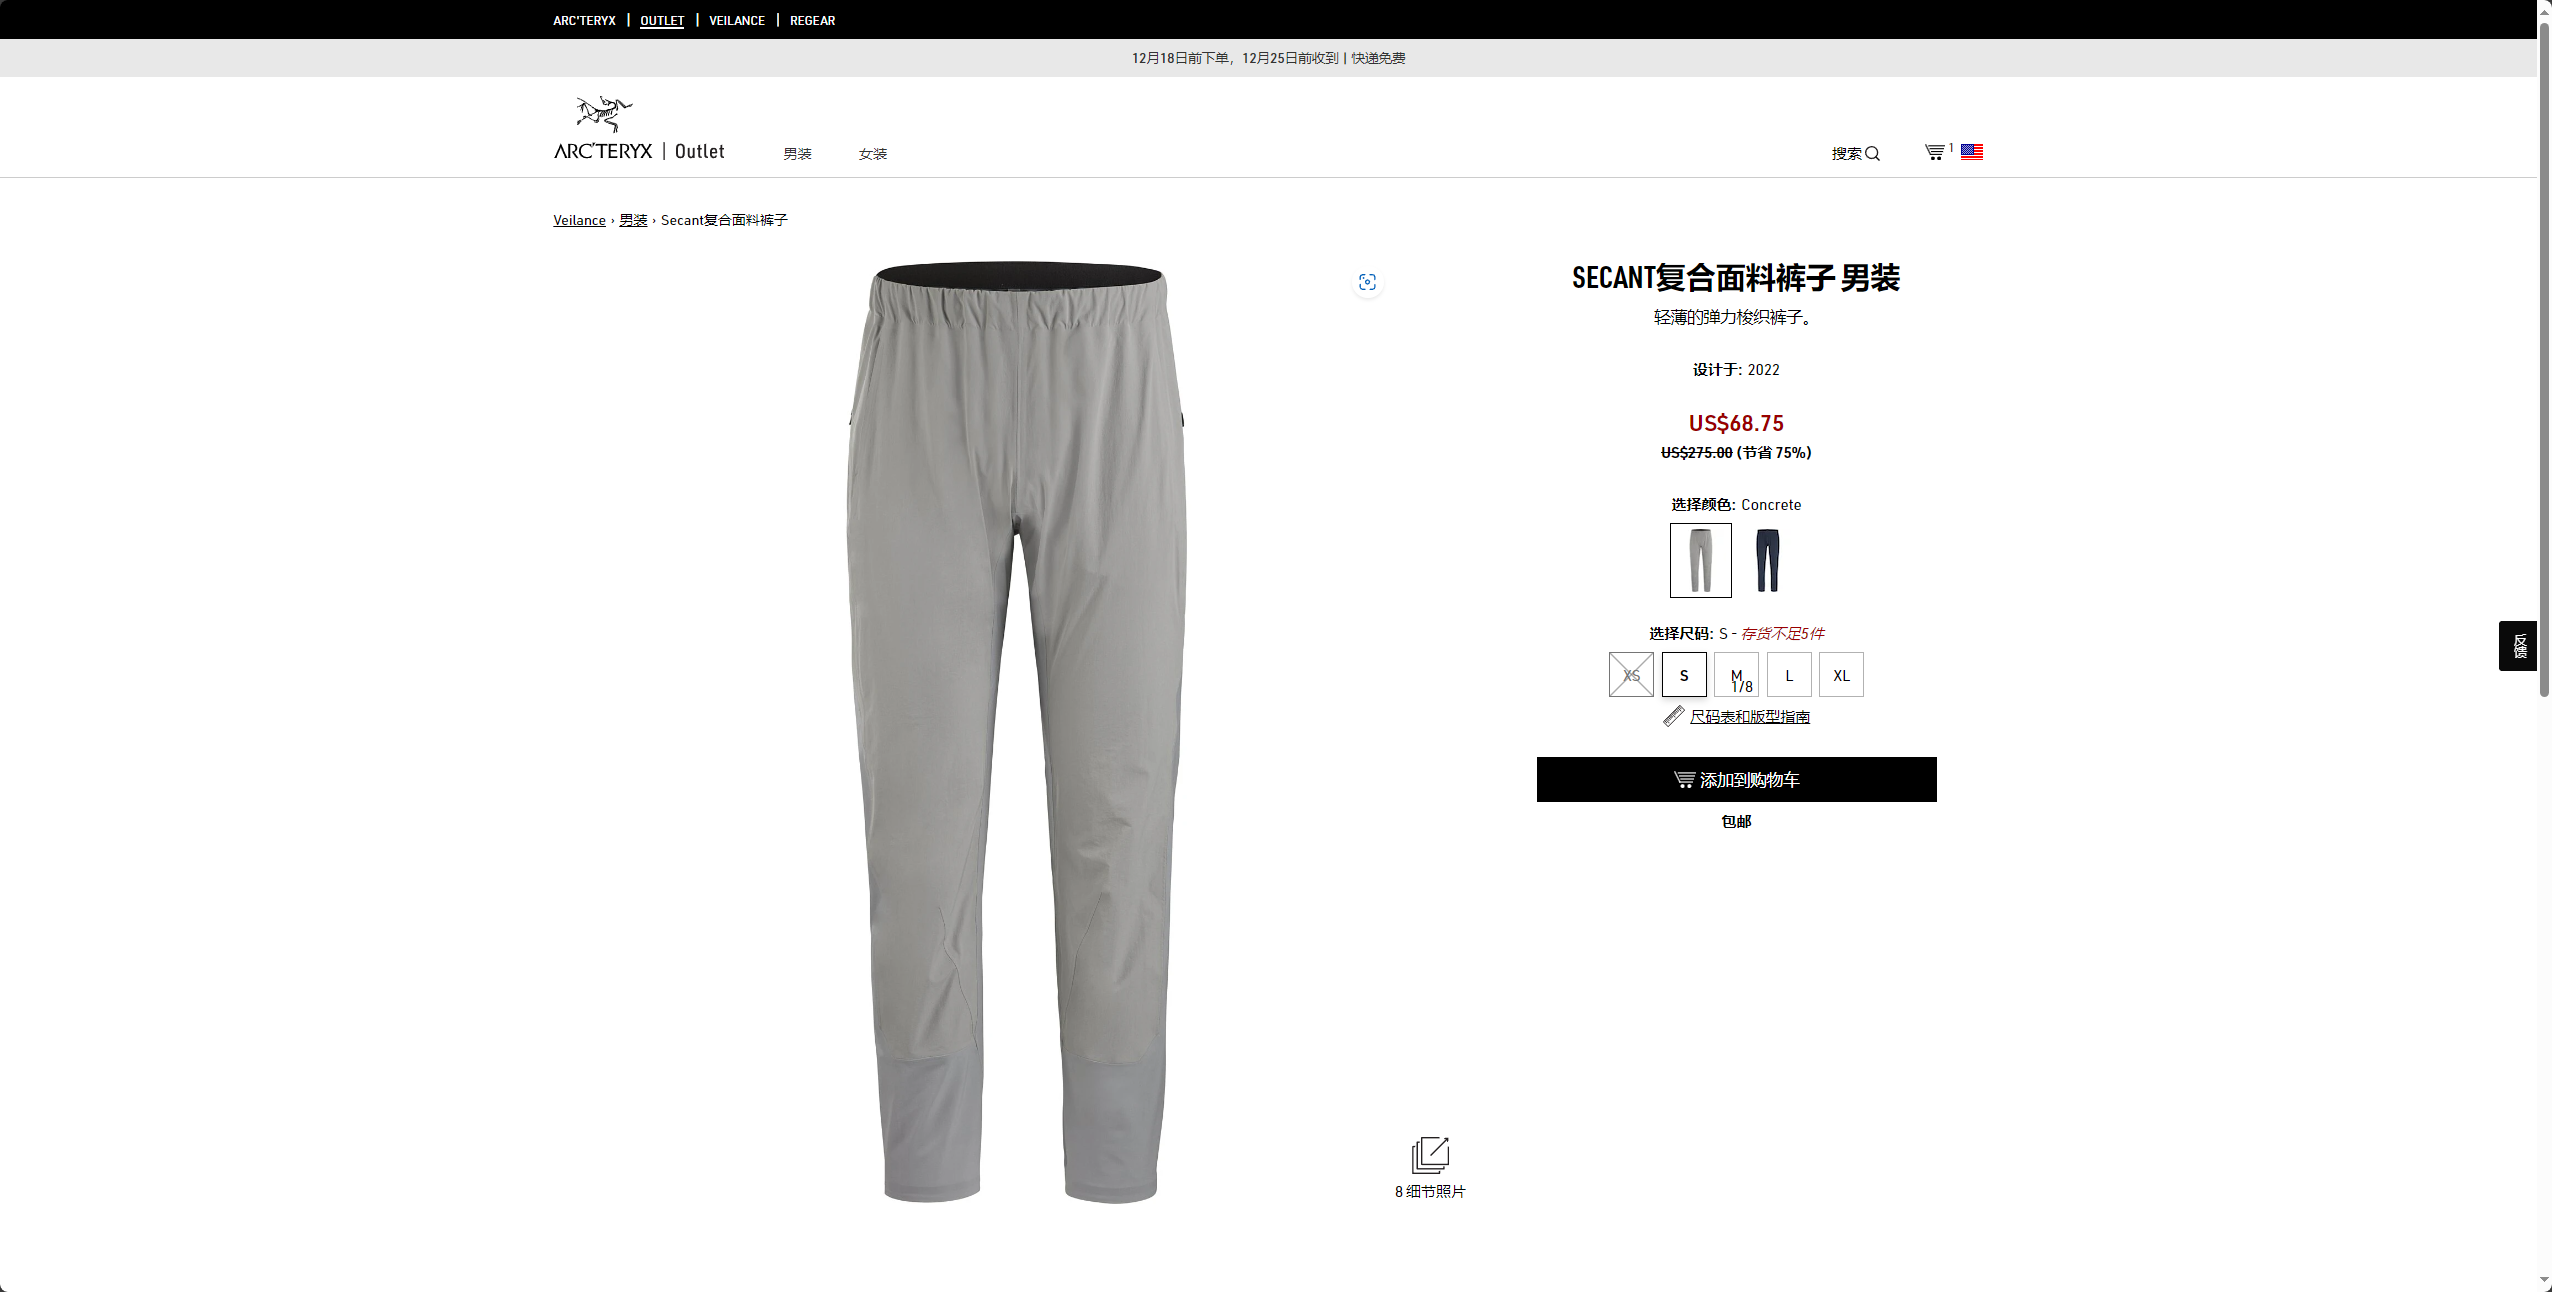 ARC'TERYX | OUTLET | VEILANCE | REGEAR
12月18日前下单，12月25日前收到 | 快递免费
ARC'TERYX | Outlet
男装 女装
搜索 1
Veilance › 男装 › Secant复合面料裤子
SECANT复合面料裤子 男装
轻薄的弹力梭织裤子。
设计于: 2022
US$68.75
US$275.00 (节省 75%)
选择颜色: Concrete
选择尺码: S - 存货不足5件
XS S M L XL
1/8
尺码表和版型指南
添加到购物车
包邮
反馈
8 细节照片